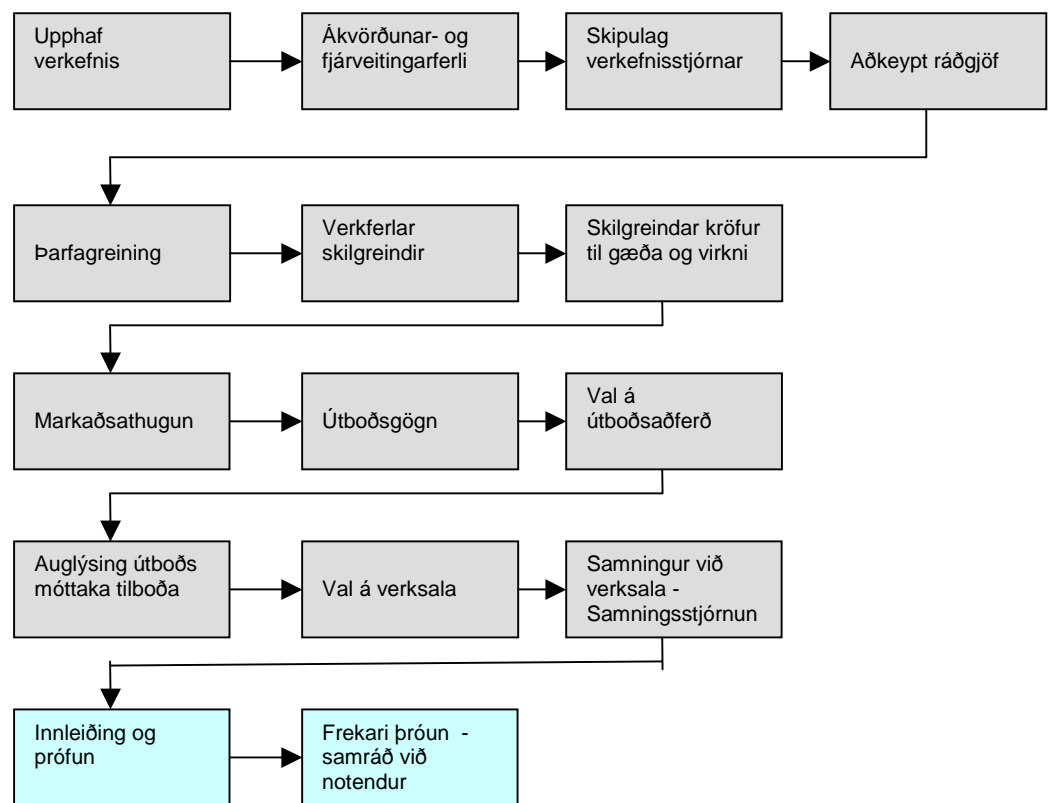 Upphaf
verkefnis
Ákvörðunar- og
fjárveitingarferli
Skipulag
verkefnisstjórnar
Aðkeypt ráðgjöf
Þarfagreining
Verkferlar
skilgreindir
Skilgreindar kröfur
til gæða og virkni
Markaðsathugun
Útboðsgögn
Val á
útboðsaðferð
Auglýsing útboðs
móttaka tilboða
Val á verksala
Samningur við
verksala -
Samningsstjórnun
Innleiðing og
prófun
Frekari þróun -
samráð við
notendur